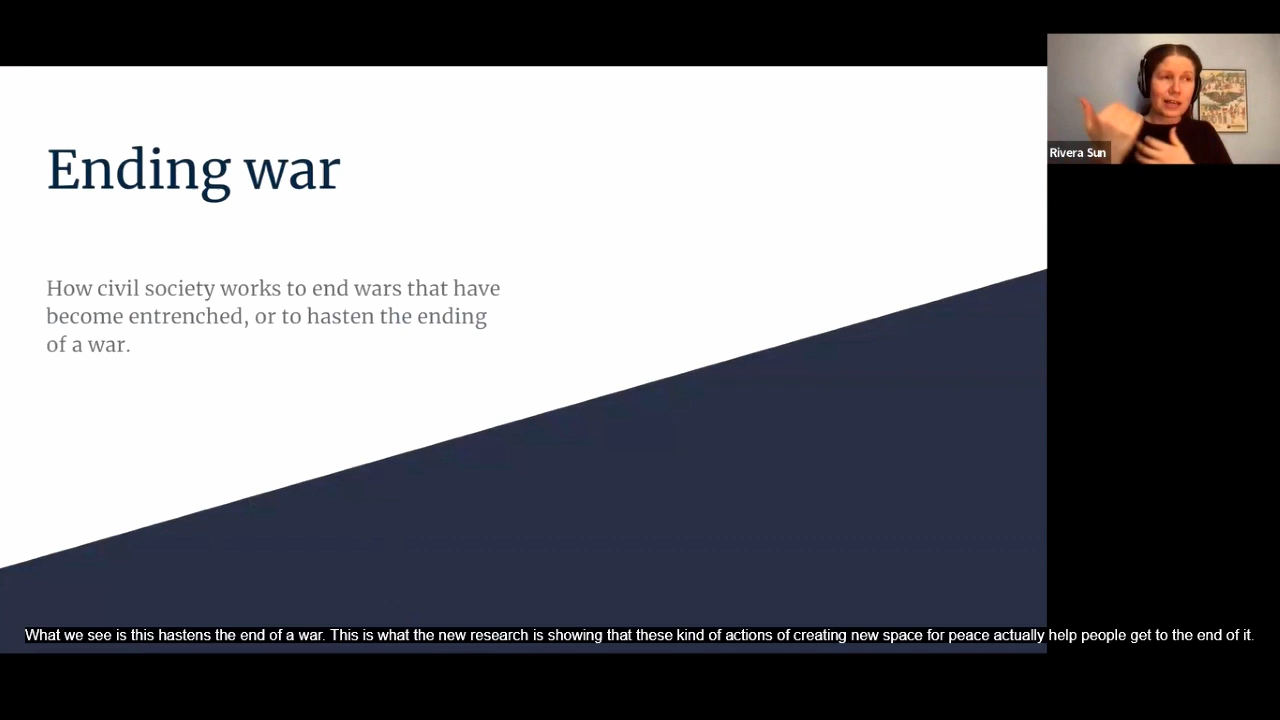 Ending war
How civil society works to end wars that have
become entrenched, or to hasten the ending
of a war.
Rivera Sun
What we see is this hastens the end of a war. This is what the new research is showing that these kind of actions of creating new space for peace actually help people get to the end of it.